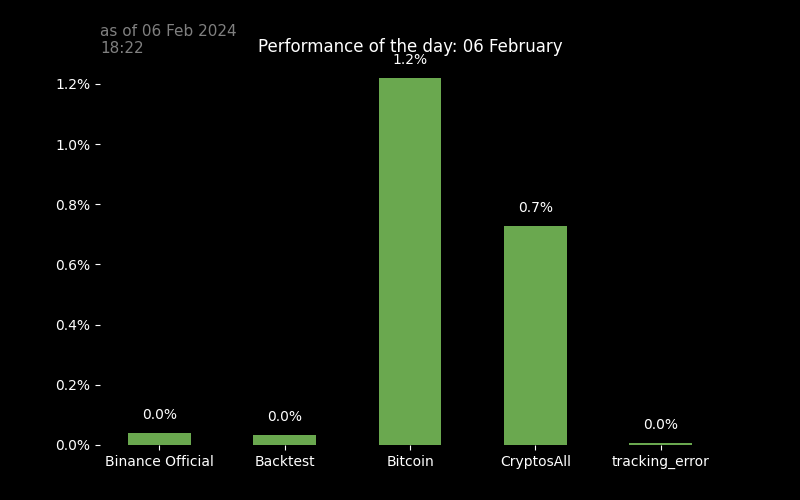 as of 06 Feb 2024
18:22
Performance of the day: 06 February
1.2%
1.2%
1.0%
0.8%
0.7%
0.6%
0.4%
0.2%
0.0%
0.0%
0.0%
0.0%
Binance Official
Backtest
Bitcoin
CryptosAll
tracking_error